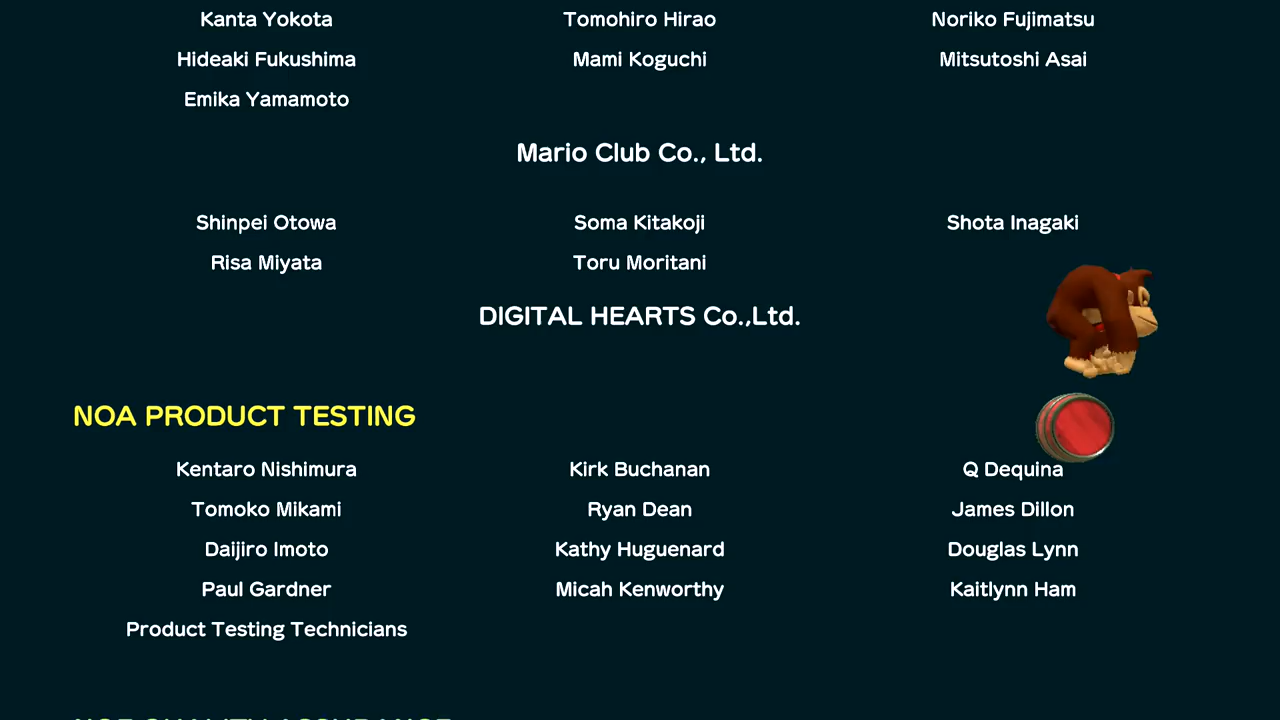 Kanta Yokota Tomohiro Hirao Noriko Fujimatsu
Hideaki Fukushima Mami Koguchi Mitsutoshi Asai
Emika Yamamoto
Mario Club Co., Ltd.
Shinpei Otowa Soma Kitakoji Shota Inagaki
Risa Miyata Toru Moritani
DIGITAL HEARTS Co.,Ltd.
NOA PRODUCT TESTING
Kentaro Nishimura Kirk Buchanan Q Dequina
Tomoko Mikami Ryan Dean James Dillon
Daijiro Imoto Kathy Huguenard Douglas Lynn
Paul Gardner Micah Kenworthy Kaitlynn Ham
Product Testing Technicians